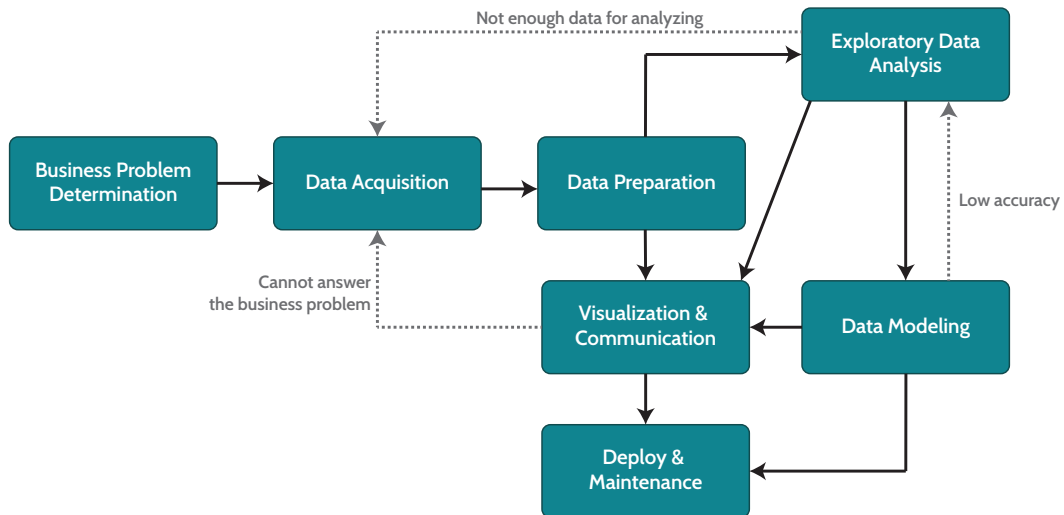 Not enough data for analyzing
Exploratory Data
Analysis
Business Problem
Determination
Data Acquisition
Data Preparation
Low accuracy
Cannot answer
the business problem
Visualization &
Communication
Data Modeling
Deploy &
Maintenance